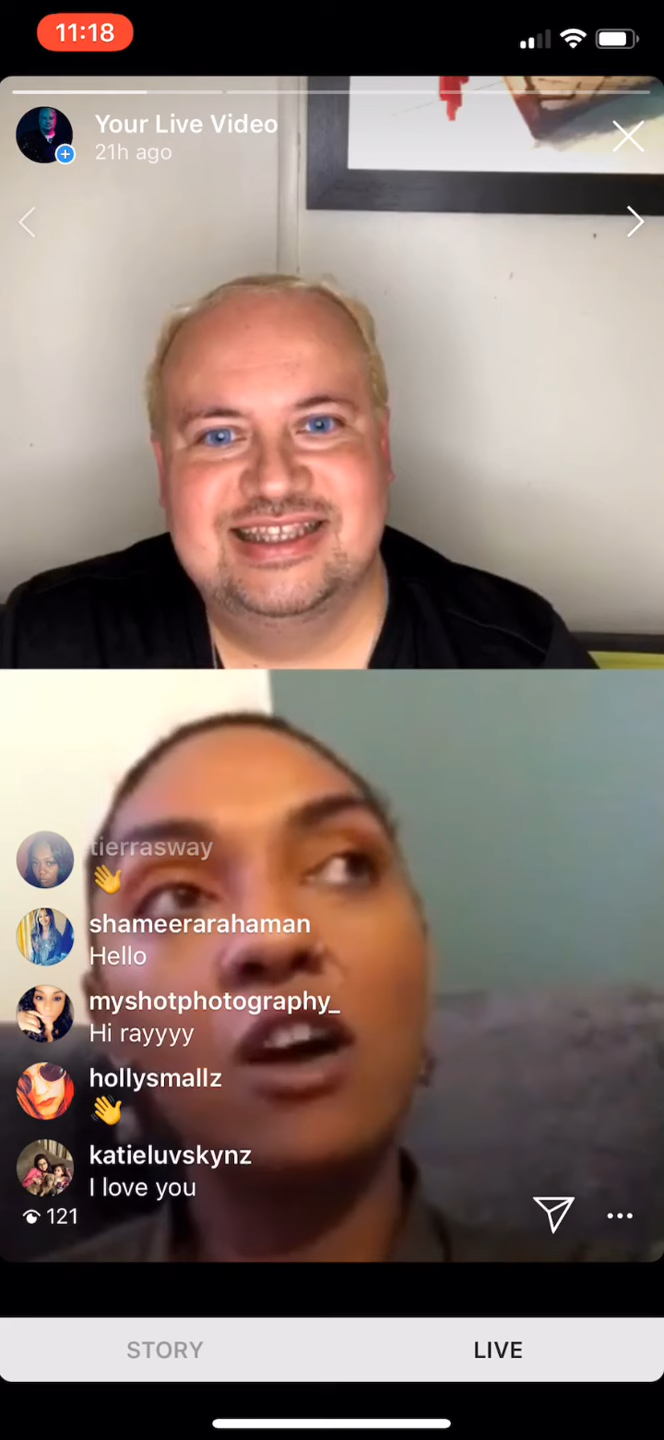 11:18
Your Live Video
21h ago
tierrasway
👋
shameerarahaman
Hello
myshotphotography_
Hi rayyyy
hollysmallz
👋
katieluvskynz
I love you
121
STORY
LIVE